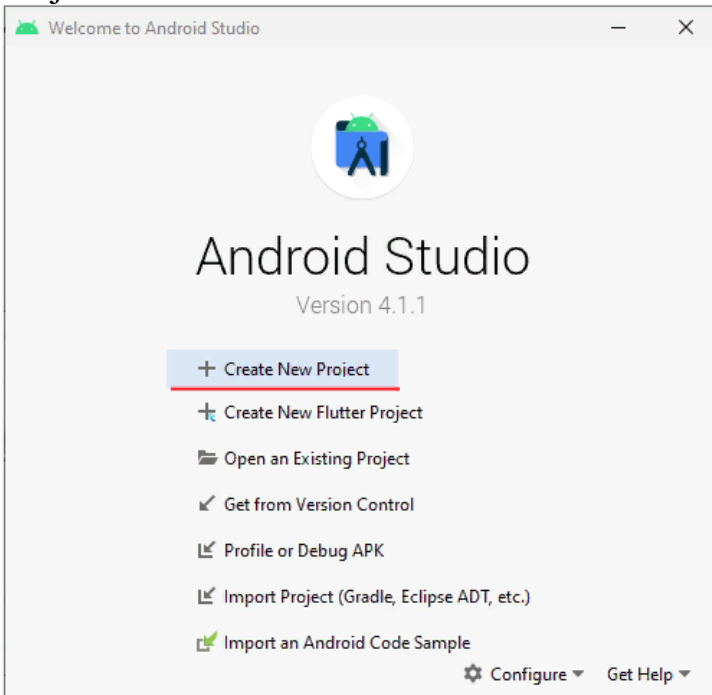 Welcome to Android Studio
Android Studio
Version 4.1.1
Create New Project
Create New Flutter Project
Open an Existing Project
Get from Version Control
Profile or Debug APK
Import Project (Gradle, Eclipse ADT, etc.)
Import an Android Code Sample
Configure Get Help